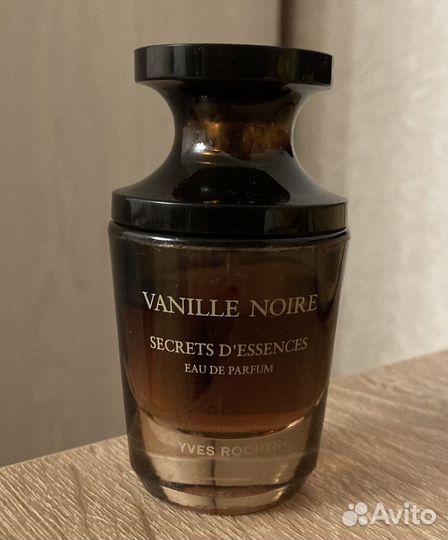 VANILLE NOIRE
SECRETS D'ESSENCES
EAU DE PARFUM
YVES ROCHER
Avito